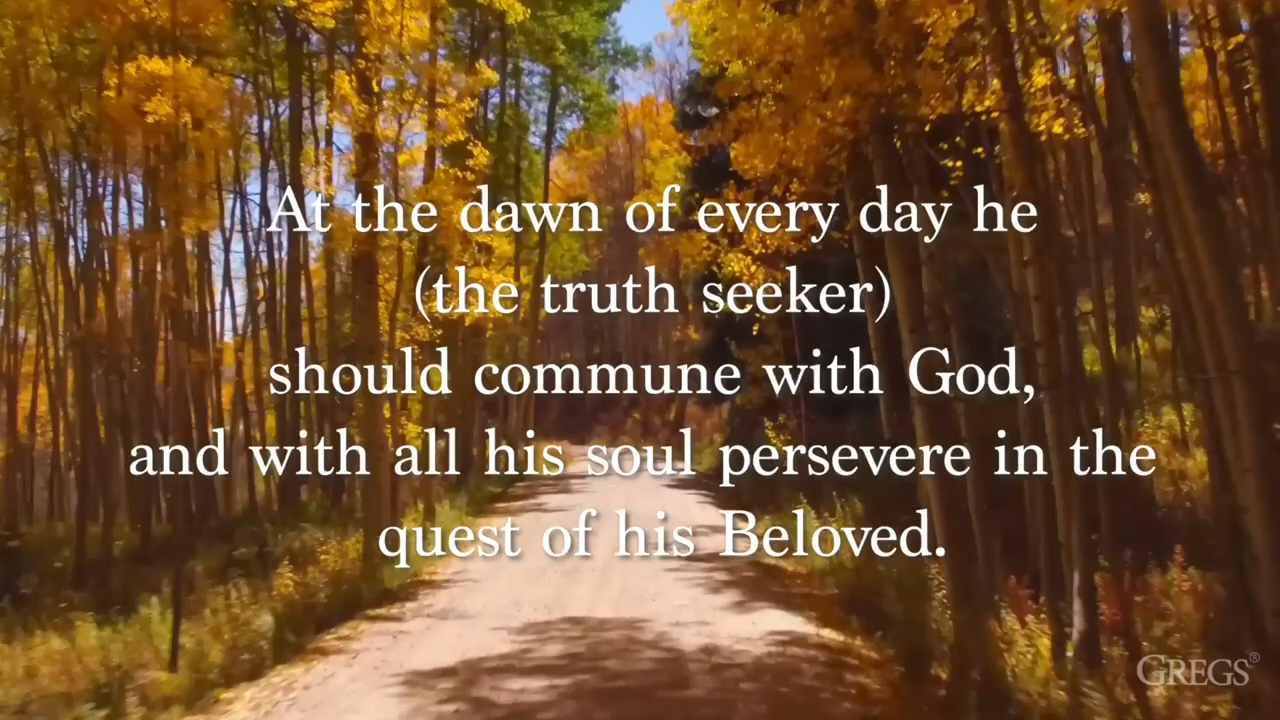 At the dawn of every day he
(the truth seeker)
should commune with God,
and with all his soul persevere in the
quest of his Beloved.
GREGS®